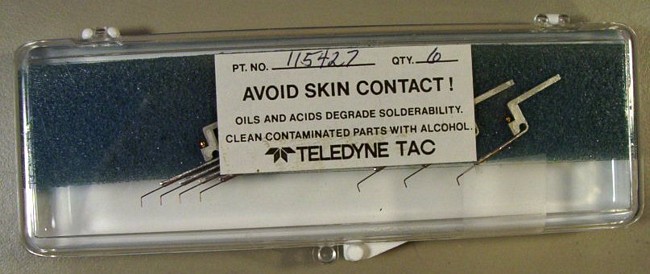 PT. NO. 115427 QTY. 6
AVOID SKIN CONTACT!
OILS AND ACIDS DEGRADE SOLDERABILITY.
CLEAN CONTAMINATED PARTS WITH ALCOHOL.
TELEDYNE TAC